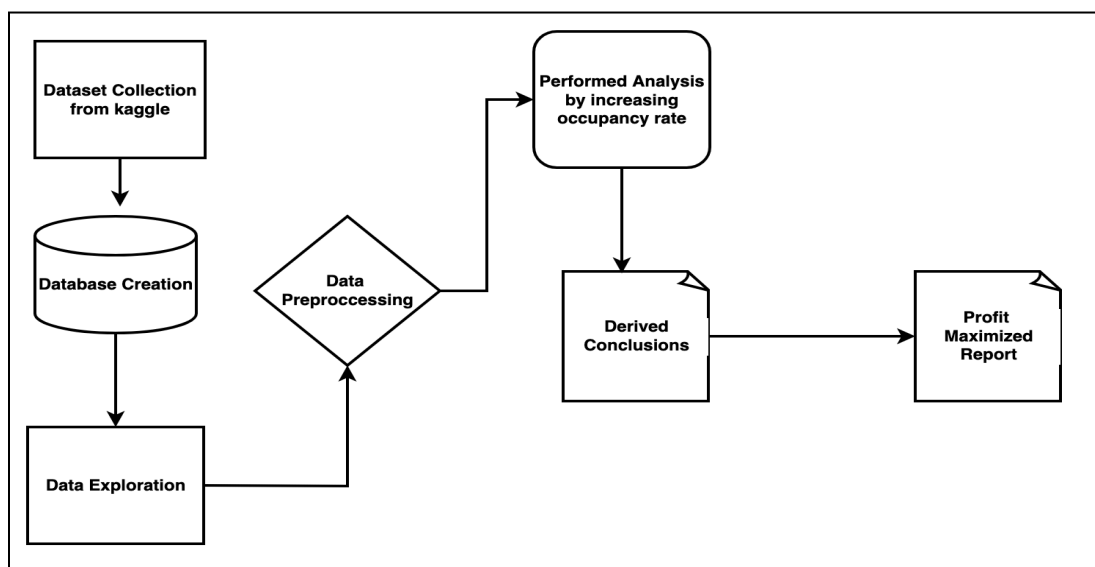 Dataset Collection
from kaggle
Database Creation
Data Exploration
Data
Preproccessing
Performed Analysis
by increasing
occupancy rate
Derived
Conclusions
Profit
Maximized
Report